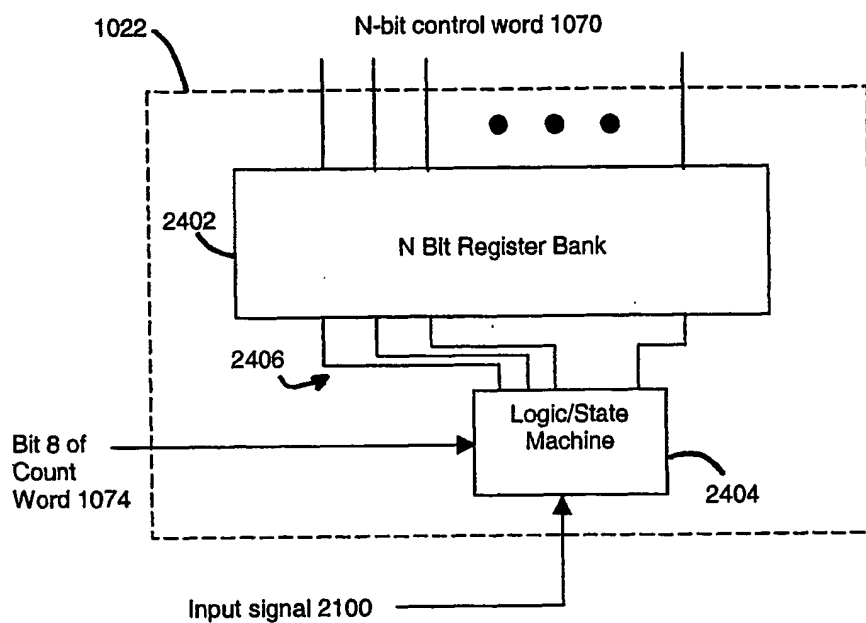 1022
N-bit control word 1070
2402
N Bit Register Bank
2406
Logic/State
Machine
Bit 8 of
Count
Word 1074
2404
Input signal 2100